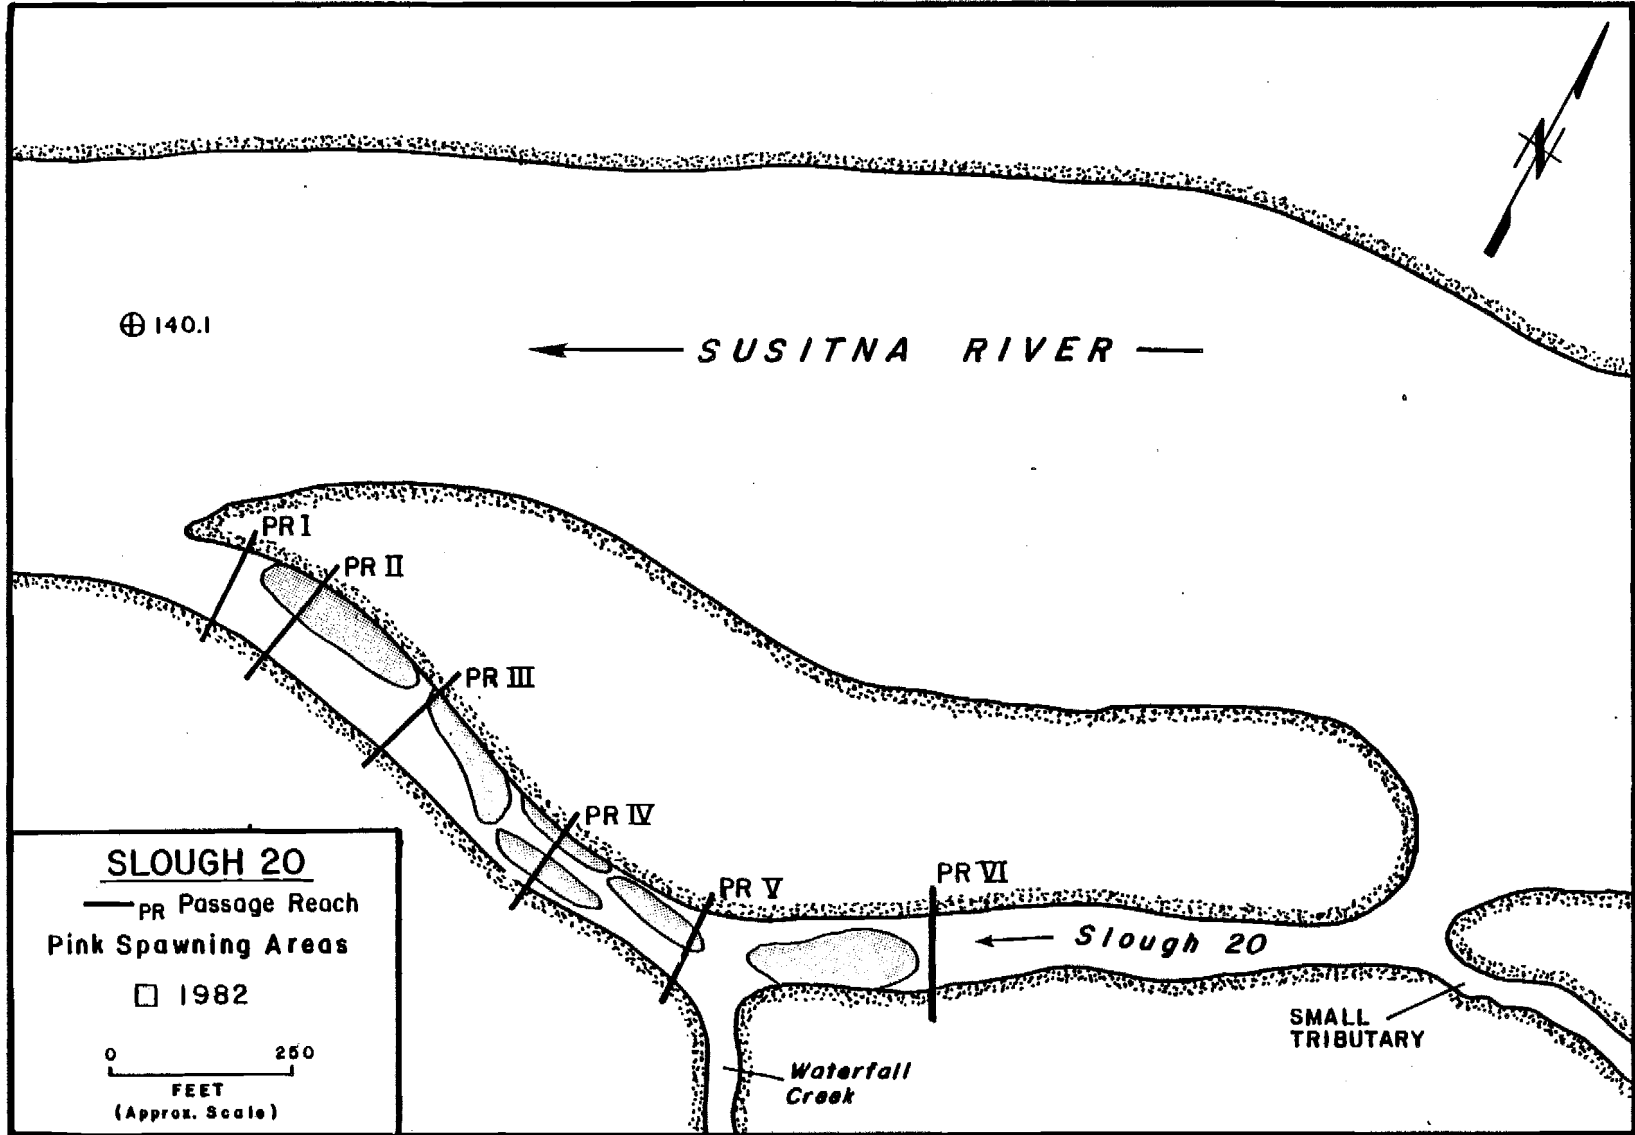 N
⊕ 140.1
SUSITNA RIVER
PR I
PR II
PR III
PR IV
PR V
PR VI
Slough 20
SMALL
TRIBUTARY
Waterfall
Creek
SLOUGH 20
PR Passage Reach
Pink Spawning Areas
□ 1982
0 250
FEET
(Approx. Scale)